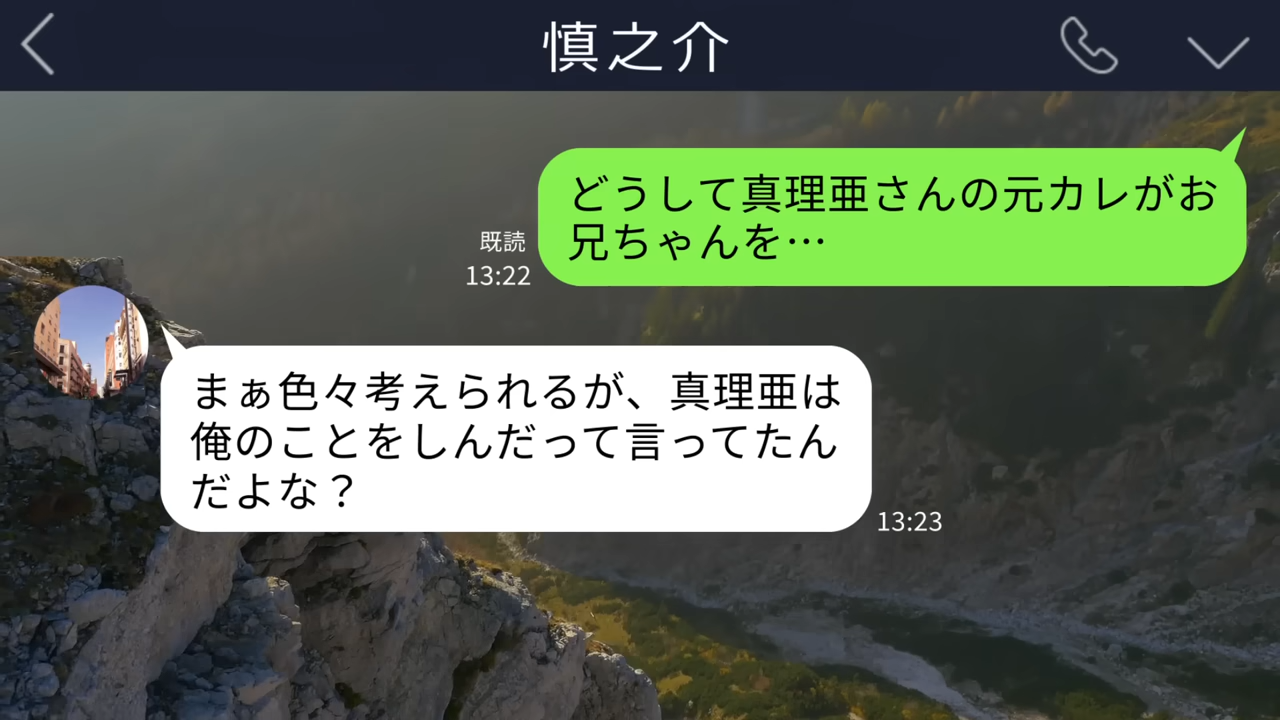 慎之介
どうして真理亜さんの元カレがお
兄ちゃんを…
既読
13:22
まぁ色々考えられるが、真理亜は
俺のことをしんだって言ってたん
だよな？
13:23